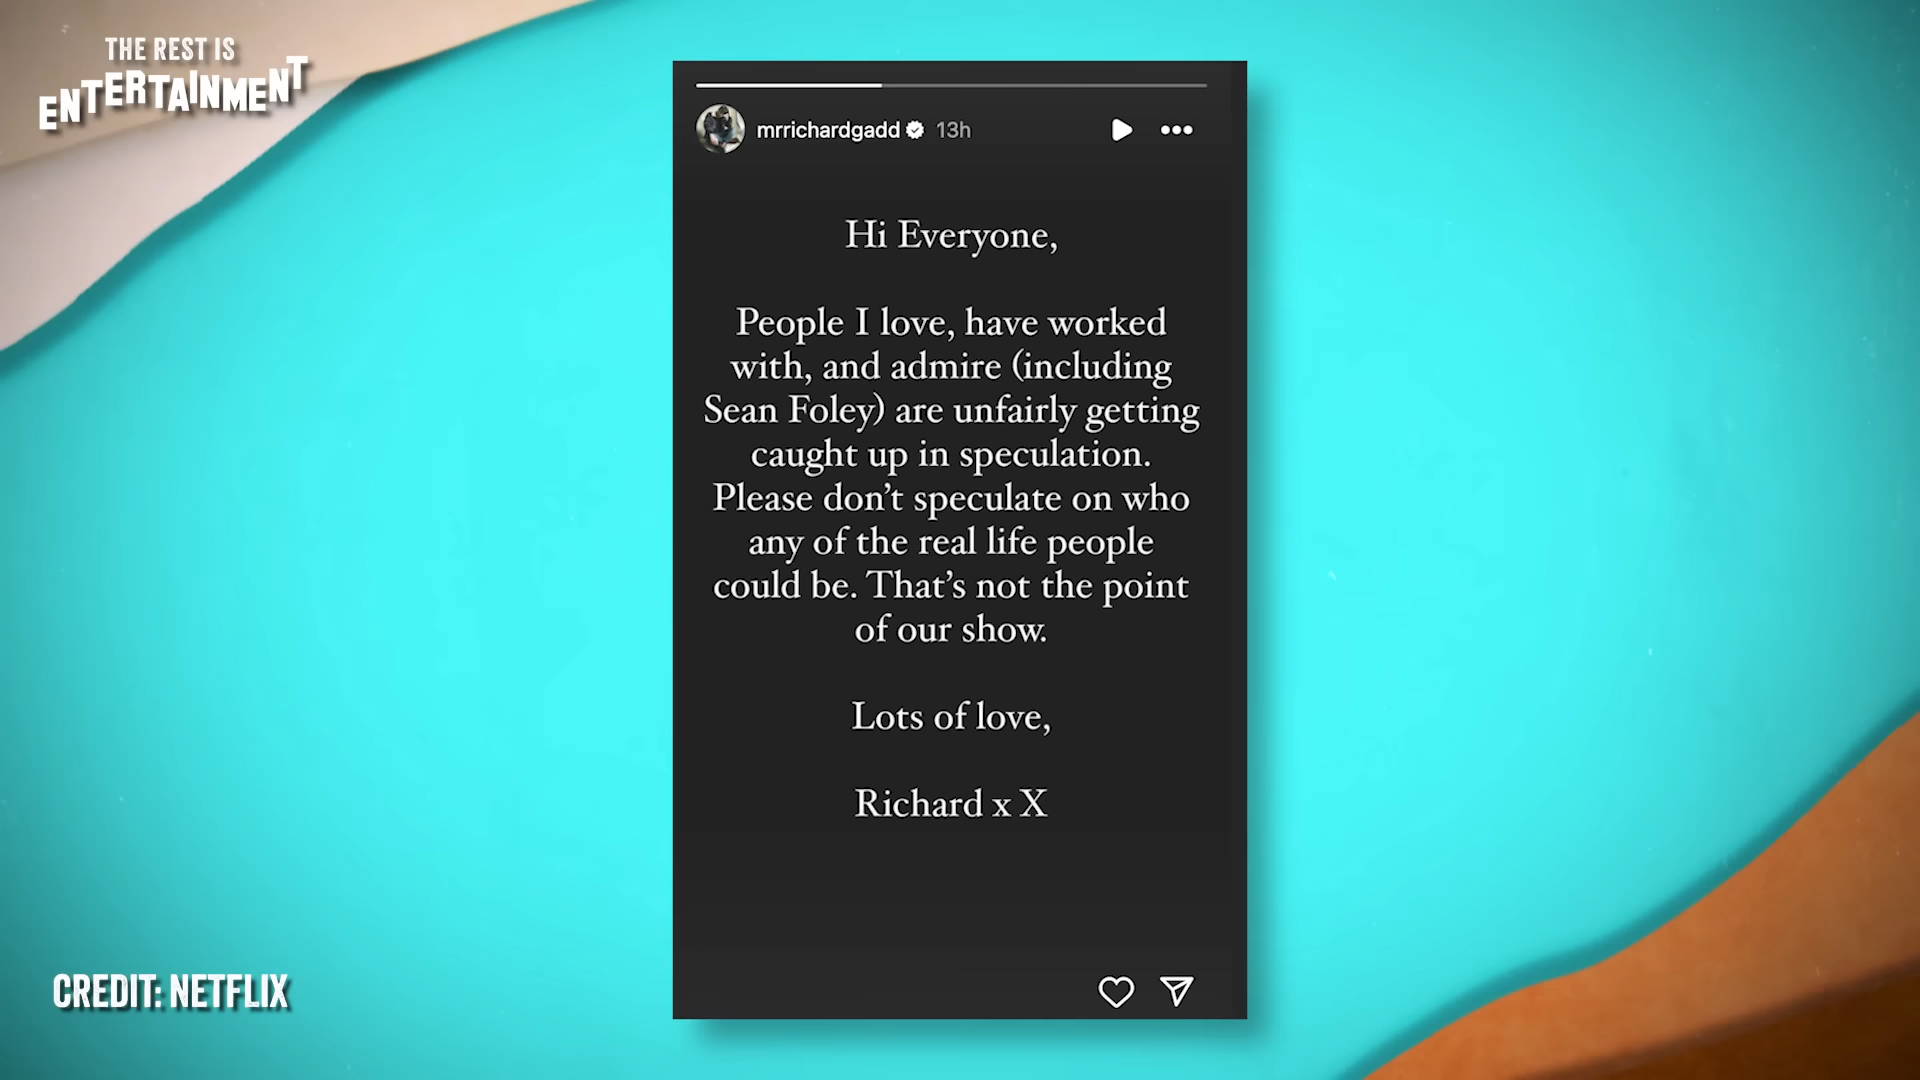 THE REST IS
ENTERTAINMENT
mrrichardgadd 13h
Hi Everyone,
People I love, have worked
with, and admire (including
Sean Foley) are unfairly getting
caught up in speculation.
Please don’t speculate on who
any of the real life people
could be. That’s not the point
of our show.
Lots of love,
Richard x X
CREDIT: NETFLIX